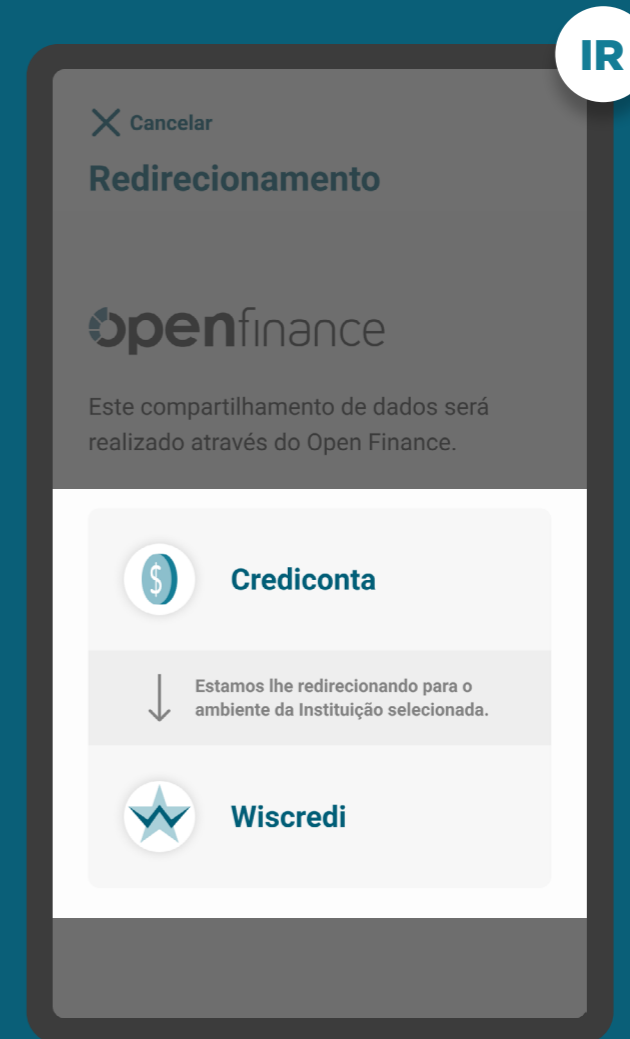 IR
Cancelar
Redirecionamento
openfinance
Este compartilhamento de dados será
realizado através do Open Finance.
$
Crediconta
Estamos lhe redirecionando para o
ambiente da Instituição selecionada.
Wiscredi